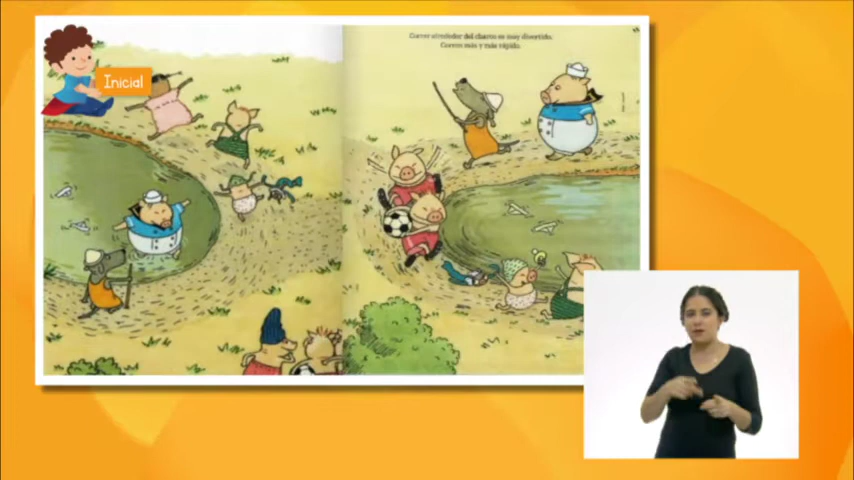 Inicial
Correr alrededor del charco es muy divertido.
Corren más y más rápido.